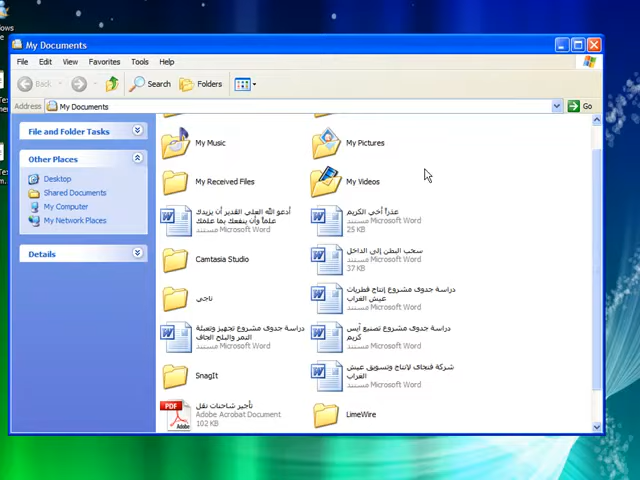 My Documents
File Edit View Favorites Tools Help
Back Search Folders
Address My Documents Go
File and Folder Tasks
Other Places
Desktop
Shared Documents
My Computer
My Network Places
Details
My Music
My Pictures
My Received Files
My Videos
أدعو الله العلي القدير أن يزيدك
علماً وأن ينفعك بما علمك
مستند Microsoft Word
عذراً أخي الكريم
مستند Microsoft Word
25 KB
Camtasia Studio
سحب البطن إلى الداخل
مستند Microsoft Word
37 KB
ناجي
دراسة جدوى مشروع إنتاج فطريات
عيش الغراب
مستند Microsoft Word
دراسة جدوى مشروع تجهيز وتعبئة
التمر والبلح الجاف
مستند Microsoft Word
دراسة جدوى مشروع تصنيع آيس
كريم
مستند Microsoft Word
SnagIt
شركة فنجاى لانتاج وتسويق عيش
الغراب
مستند Microsoft Word
تأجير شاحنات نقل
Adobe Acrobat Document
102 KB
PDF
Adobe
LimeWire